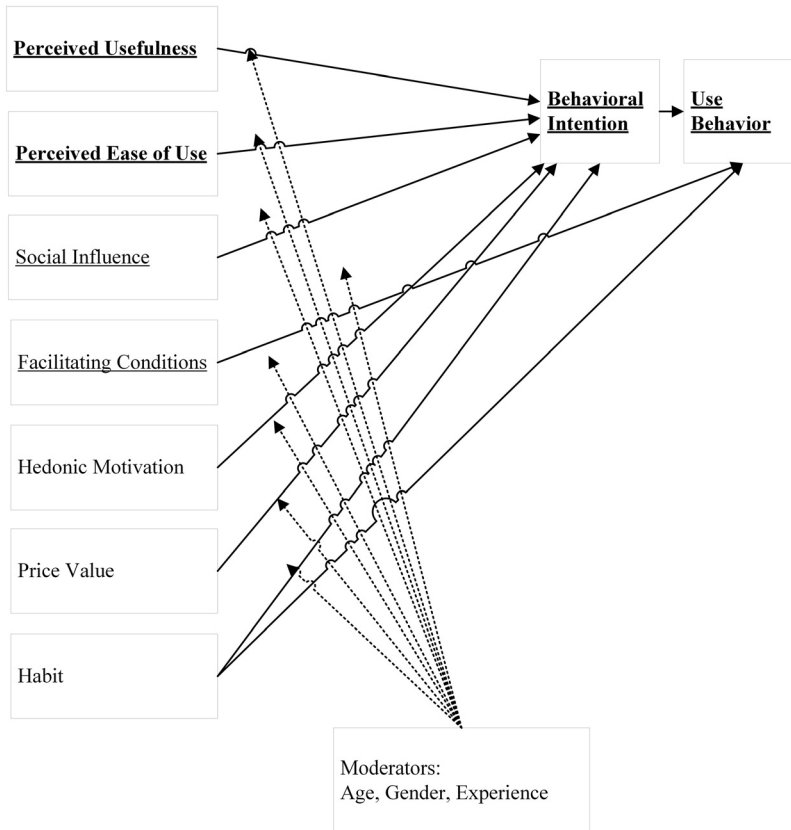 Perceived Usefulness
Perceived Ease of Use
Social Influence
Facilitating Conditions
Hedonic Motivation
Price Value
Habit
Behavioral
Intention
Use
Behavior
Moderators:
Age, Gender, Experience